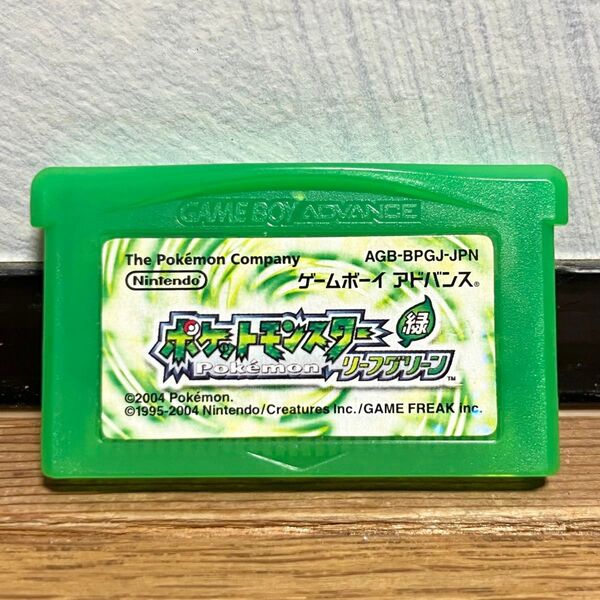 GAME BOY ADVANCE
The Pokémon Company
AGB-BPGJ-JPN
Nintendo®
ゲームボーイ アドバンス®
ポケットモンスター
緑
Pokémon
リーフグリーン™
©2004 Pokémon.
©1995-2004 Nintendo/Creatures Inc./GAME FREAK inc.